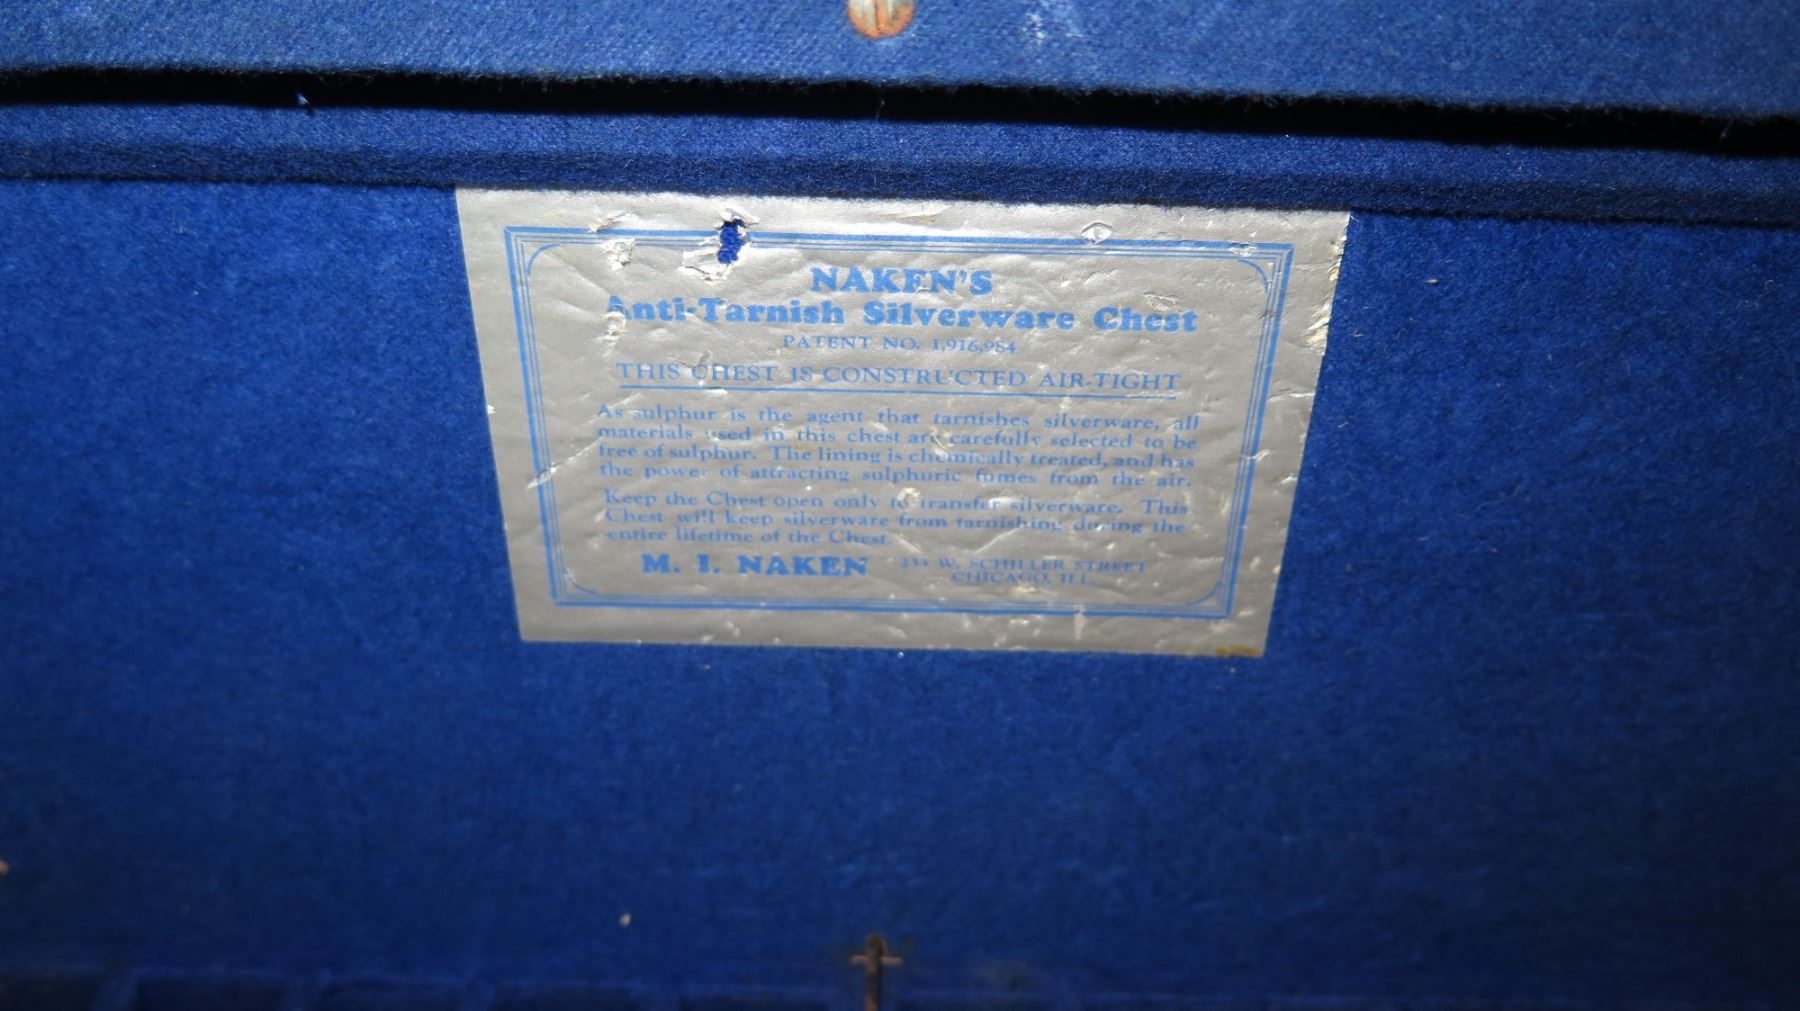 NAKEN'S
Anti-Tarnish Silverware Chest
PATENT NO. 1,916,984
THIS CHEST IS CONSTRUCTED AIR-TIGHT
As sulphur is the agent that tarnishes silverware, all
materials used in this chest are carefully selected to be
free of sulphur. The lining is chemically treated, and has
the power of attracting sulphuric fumes from the air.
Keep the Chest open only to transfer silverware. This
Chest will keep silverware from tarnishing during the
entire lifetime of the Chest.
M. I. NAKEN 233 W. SCHILLER STREET
CHICAGO, ILL.